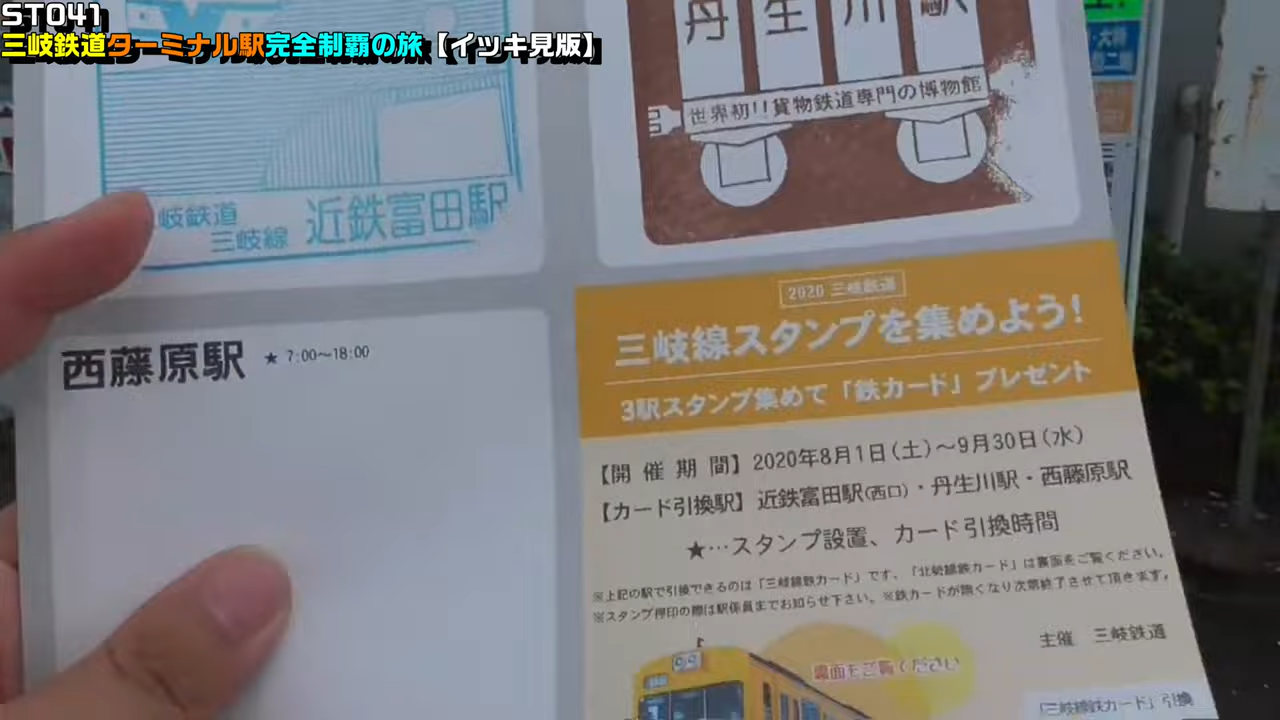 ST041
三岐鉄道ターミナル駅完全制覇の旅【イッキ見版】
丹生川駅
世界初!!貨物鉄道専門の博物館
岐鉄道
三岐線
近鉄富田駅
西藤原駅 ★ 7:00～18:00
2020 三岐鉄道
三岐線スタンプを集めよう!
3駅スタンプ集めて「鉄カード」プレゼント
【開催期間】2020年8月1日(土)～9月30日(水)
【カード引換駅】近鉄富田駅(西口)・丹生川駅・西藤原駅
★…スタンプ設置、カード引換時間
※上記の駅で引換できるのは「三岐線鉄カード」です、「北勢線鉄カード」は裏面をご覧ください。
※スタンプ押印の際は駅係員までお知らせ下さい。※鉄カードが無くなり次第終了させて頂きます。
主催 三岐鉄道
裏面をご覧ください
「三岐線鉄カード」引換